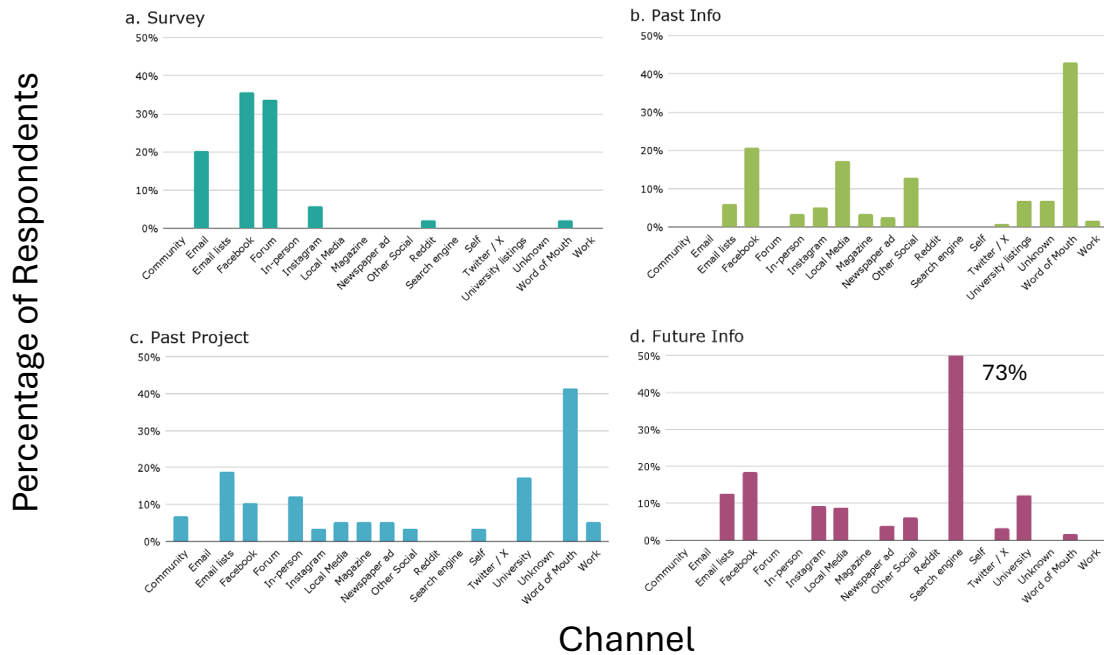 Percentage of Respondents
a. Survey
50%
40%
30%
20%
10%
0%
Community
Email
Email lists
Facebook
Forum
In-person
Instagram
Local Media
Magazine
Newspaper ad
Other Social
Reddit
Search engine
Self
Twitter / X
University listings
Unknown
Word of Mouth
Work
b. Past Info
50%
40%
30%
20%
10%
0%
Community
Email
Email lists
Facebook
Forum
In-person
Instagram
Local Media
Magazine
Newspaper ad
Other Social
Reddit
Search engine
Self
Twitter / X
University listings
Unknown
Word of Mouth
Work
c. Past Project
50%
40%
30%
20%
10%
0%
Community
Email
Email lists
Facebook
Forum
In-person
Instagram
Local Media
Magazine
Newspaper ad
Other Social
Reddit
Search engine
Self
Twitter / X
University
Unknown
Word of Mouth
Work
d. Future Info
50%
40%
30%
20%
10%
0%
73%
Community
Email
Email lists
Facebook
Forum
In-person
Instagram
Local Media
Magazine
Newspaper ad
Other Social
Reddit
Search engine
Self
Twitter / X
University
Unknown
Word of Mouth
Work
Channel